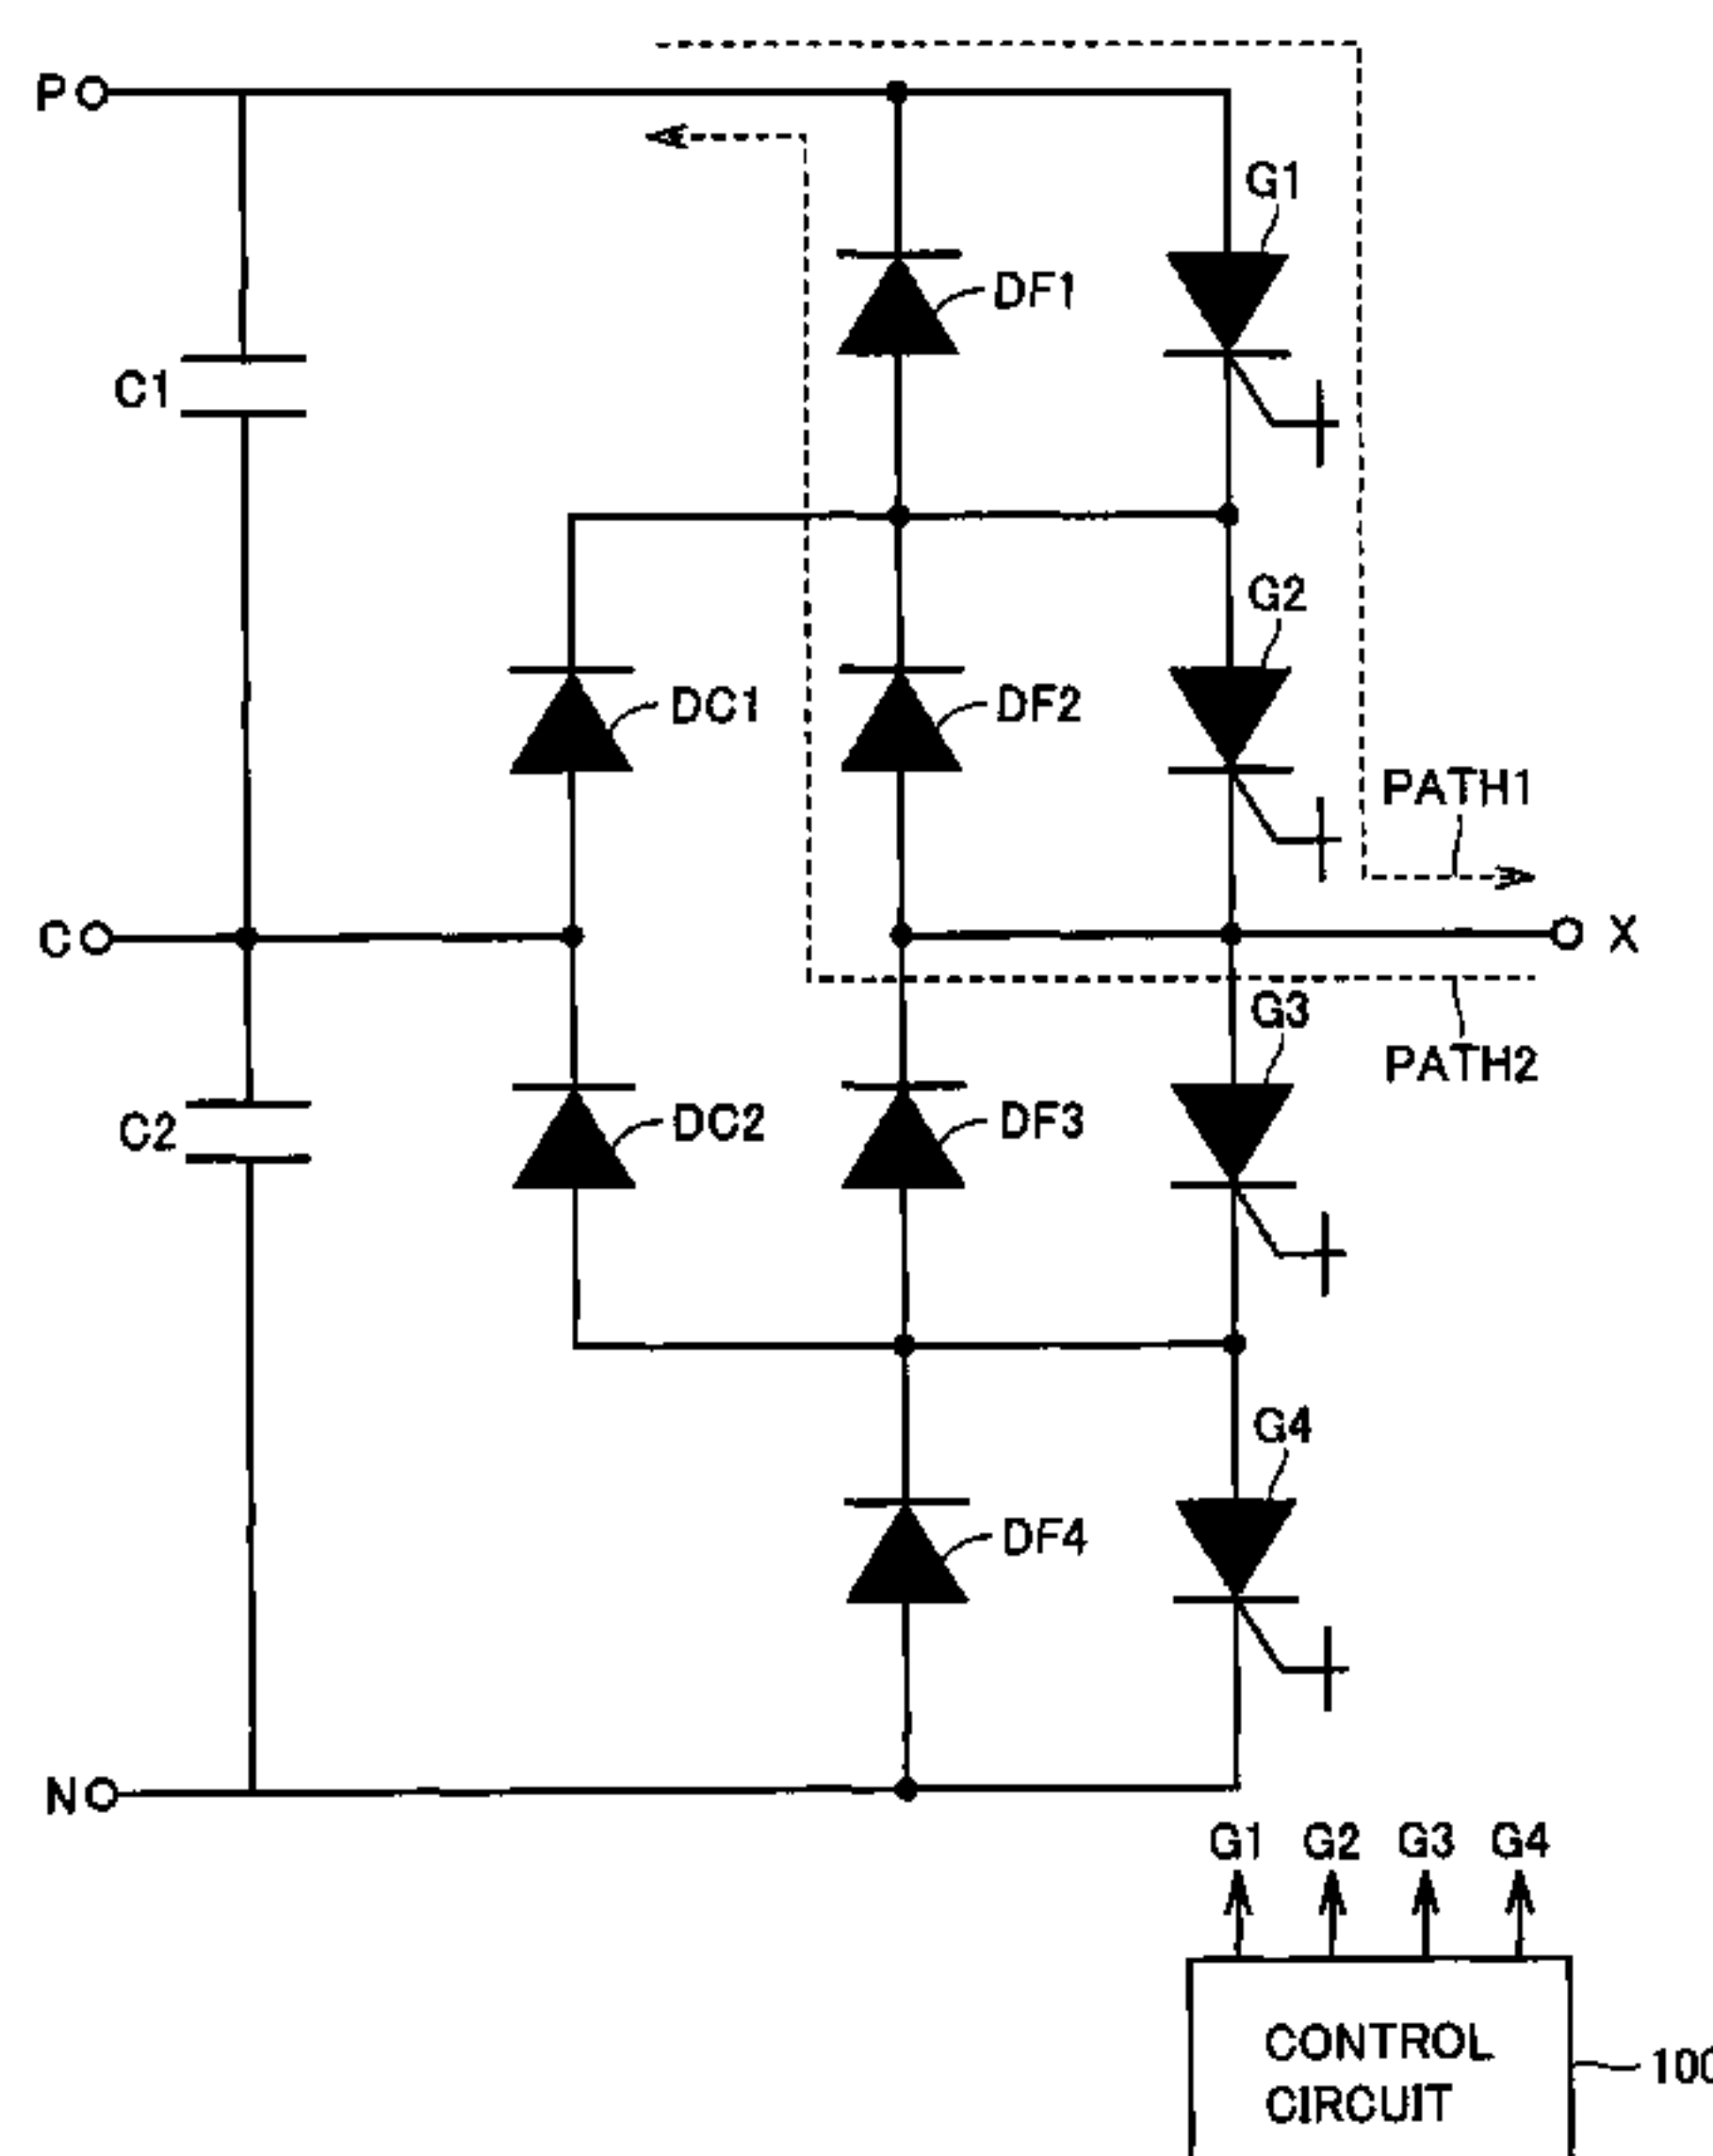 P
G1
DF1
C1
G2
DC1
DF2
PATH1
C
X
G3
PATH2
C2
DC2
DF3
G4
DF4
N
G1 G2 G3 G4
CONTROL
CIRCUIT
100